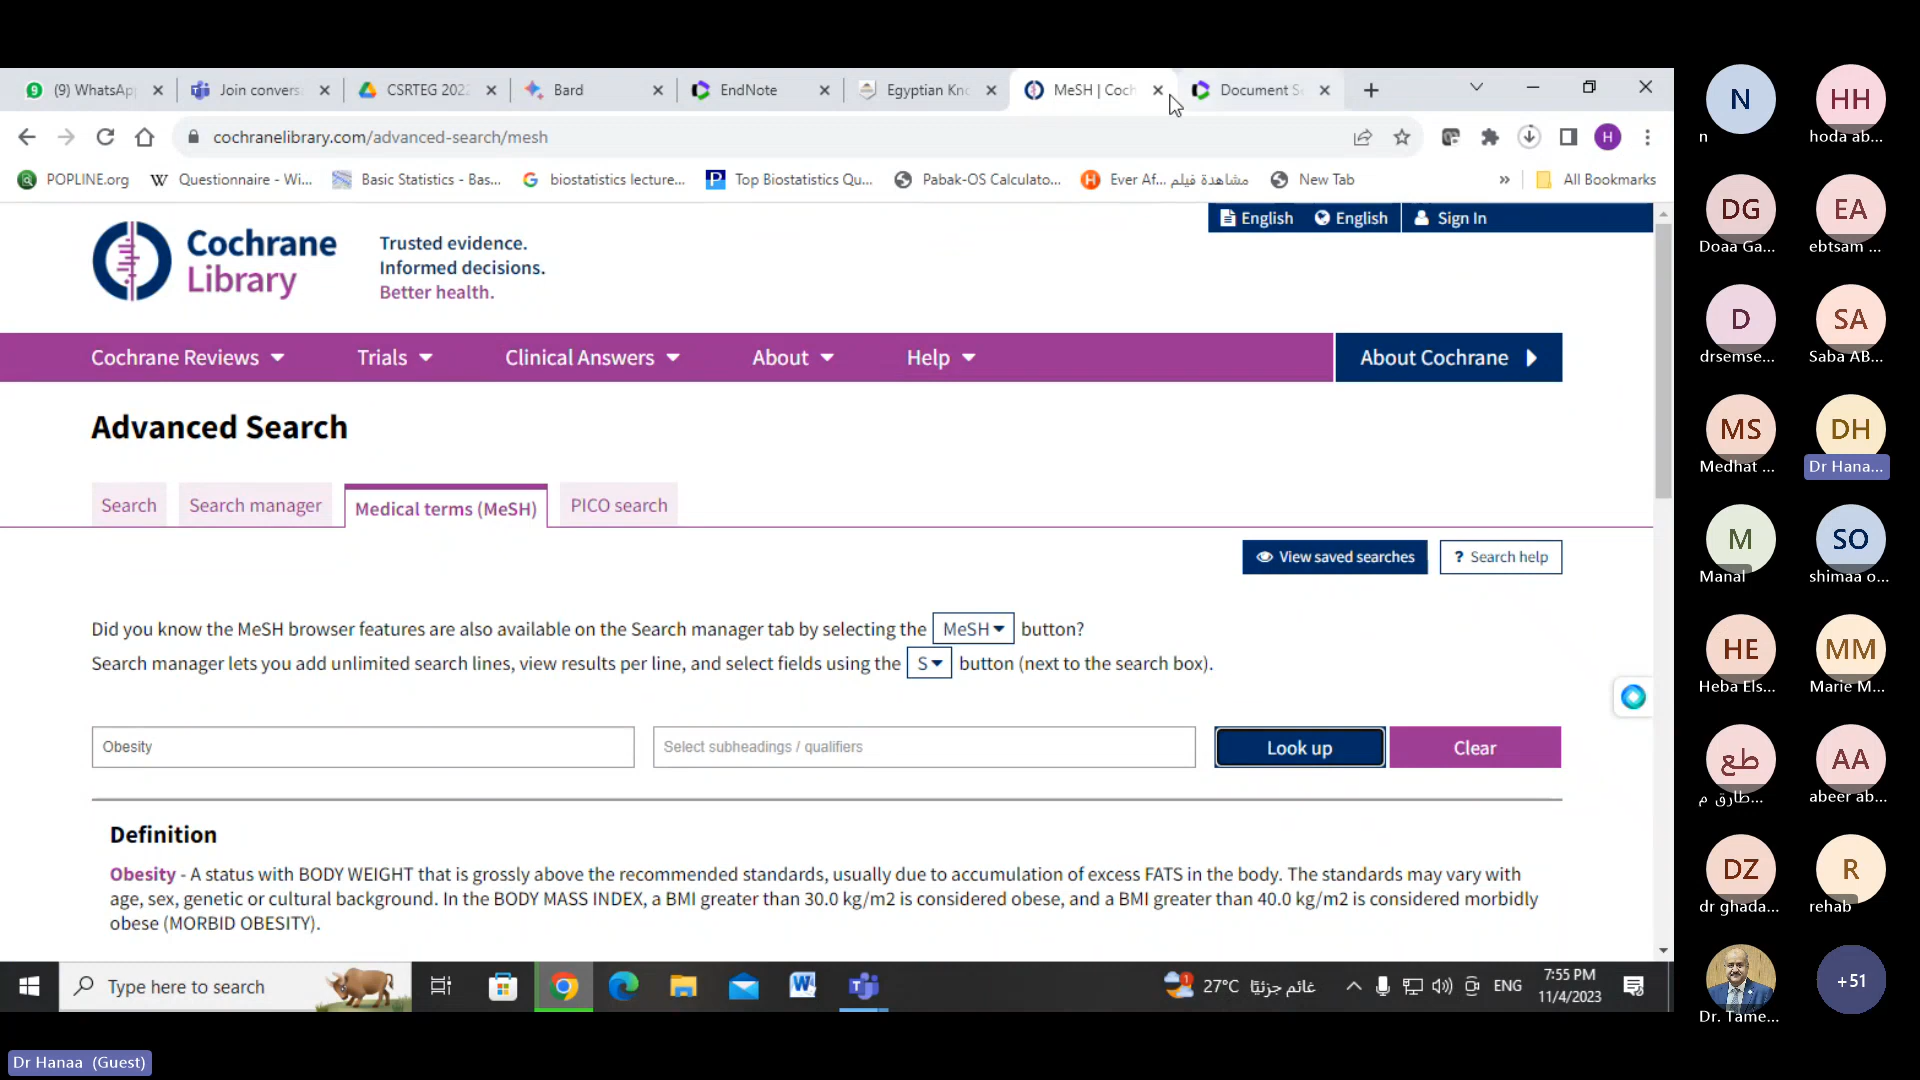 (9) WhatsAp
Join convers
CSRTEG 202
Bard
EndNote
Egyptian Kno
MeSH | Coch
Document S
cochranelibrary.com/advanced-search/mesh
H
POPLINE.org
W Questionnaire - Wi...
Basic Statistics - Bas...
biostatistics lecture...
Top Biostatistics Qu...
Pabak-OS Calculato...
Ever Af... مشاهدة فيلم
New Tab
»
All Bookmarks
Cochrane
Library
Trusted evidence.
Informed decisions.
Better health.
English
English
Sign In
Cochrane Reviews
Trials
Clinical Answers
About
Help
About Cochrane
Advanced Search
Search
Search manager
Medical terms (MeSH)
PICO search
View saved searches
? Search help
Did you know the MeSH browser features are also available on the Search manager tab by selecting the MeSH button?
Search manager lets you add unlimited search lines, view results per line, and select fields using the S button (next to the search box).
Obesity
Select subheadings / qualifiers
Look up
Clear
Definition
Obesity - A status with BODY WEIGHT that is grossly above the recommended standards, usually due to accumulation of excess FATS in the body. The standards may vary with
age, sex, genetic or cultural background. In the BODY MASS INDEX, a BMI greater than 30.0 kg/m2 is considered obese, and a BMI greater than 40.0 kg/m2 is considered morbidly
obese (MORBID OBESITY).
Type here to search
27°C غائم جزئيًا
ENG
7:55 PM
11/4/2023
Dr Hanaa (Guest)
N
n
HH
hoda ab...
DG
Doaa Ga...
EA
ebtsam ...
D
drsemse...
SA
Saba AB...
MS
Medhat ...
DH
Dr Hana...
M
Manal
SO
shimaa o...
HE
Heba Els...
MM
Marie M...
طع
طارق م...
AA
abeer ab...
DZ
dr ghada...
R
rehab
Dr. Tame...
+51